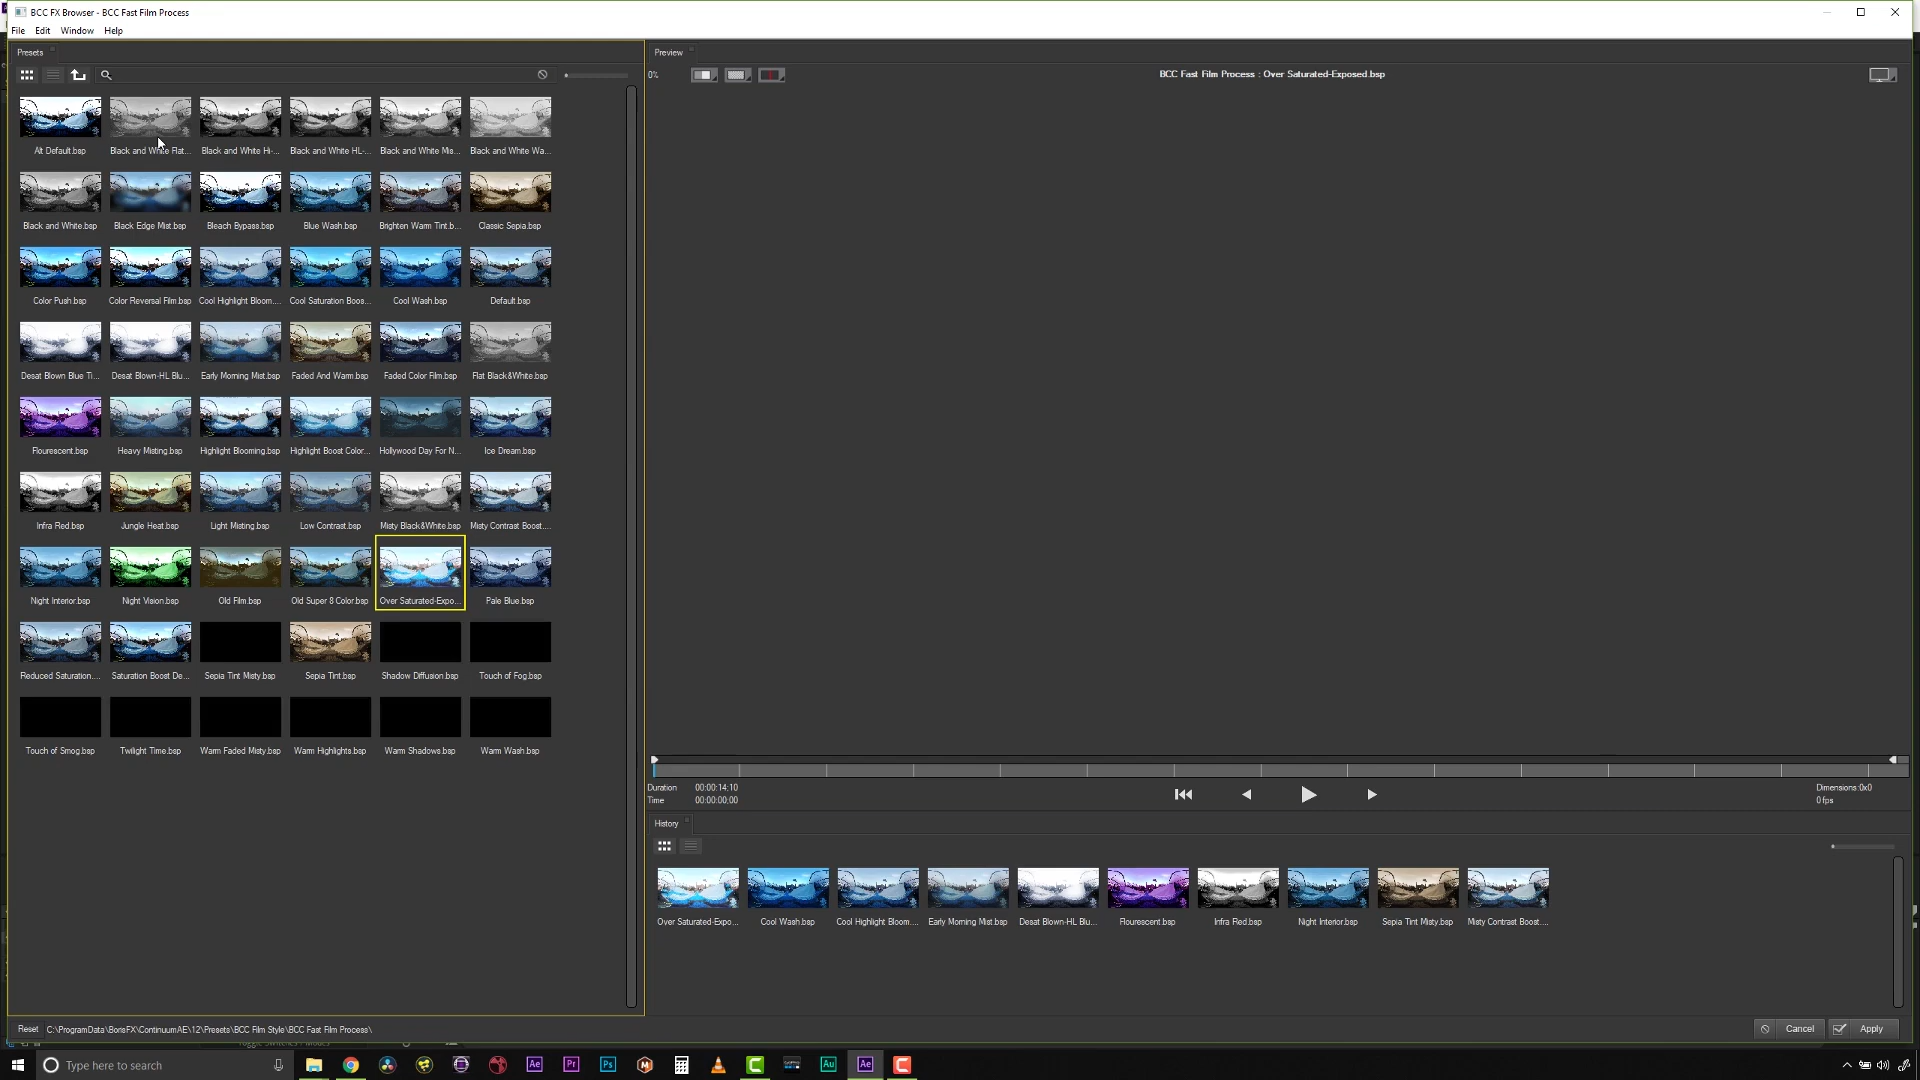 BCC FX Browser - BCC Fast Film Process
File Edit Window Help
Presets
Alt Default.bsp Black and White Flat... Black and White Hi-... Black and White HL-... Black and White Mis... Black and White Wa...
Black and White.bsp Black Edge Mist.bsp Bleach Bypass.bsp Blue Wash.bsp Brighten Warm Tint.b... Classic Sepia.bsp
Color Push.bsp Color Reversal Film.bsp Cool Highlight Bloom.... Cool Saturation Boos... Cool Wash.bsp Default.bsp
Desat Blown Blue Ti... Desat Blown-HL Blu... Early Morning Mist.bsp Faded And Warm.bsp Faded Color Film.bsp Flat Black&White.bsp
Flourescent.bsp Heavy Misting.bsp Highlight Blooming.bsp Highlight Boost Color... Hollywood Day For N... Ice Dream.bsp
Infra Red.bsp Jungle Heat.bsp Light Misting.bsp Low Contrast.bsp Misty Black&White.bsp Misty Contrast Boost....
Night Interior.bsp Night Vision.bsp Old Film.bsp Old Super 8 Color.bsp Over Saturated-Expo... Pale Blue.bsp
Reduced Saturation.... Saturation Boost De... Sepia Tint Misty.bsp Sepia Tint.bsp Shadow Diffusion.bsp Touch of Fog.bsp
Touch of Smog.bsp Twilight Time.bsp Warm Faded Misty.bsp Warm Highlights.bsp Warm Shadows.bsp Warm Wash.bsp
Preview
0% BCC Fast Film Process : Over Saturated-Exposed.bsp
Duration 00:00:14;10 Dimensions:0x0
Time 00:00:00;00 0 fps
History
Over Saturated-Expo... Cool Wash.bsp Cool Highlight Bloom.... Early Morning Mist.bsp Desat Blown-HL Blu... Flourescent.bsp Infra Red.bsp Night Interior.bsp Sepia Tint Misty.bsp Misty Contrast Boost....
Reset C:\ProgramData\BorisFX\ContinuumAE\12\Presets\BCC Film Style\BCC Fast Film Process\ Cancel Apply
Toggle Switches / Modes
Type here to search Ae Pr Ps Au Ae